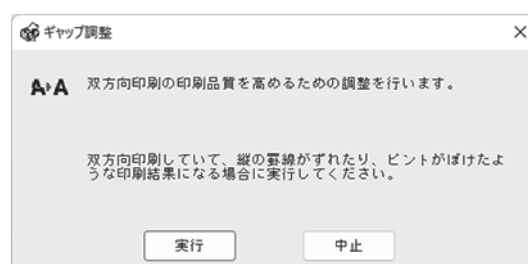 ギャップ調整
A A
双方向印刷の印刷品質を高めるための調整を行います。
双方向印刷していて、縦の罫線がずれたり、ピントがぼけたよ
うな印刷結果になる場合に実行してください。
実行
中止